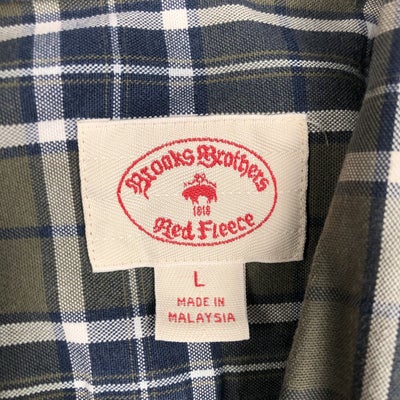 Brooks Brothers
1818
Red Fleece
L
MADE IN
MALAYSIA